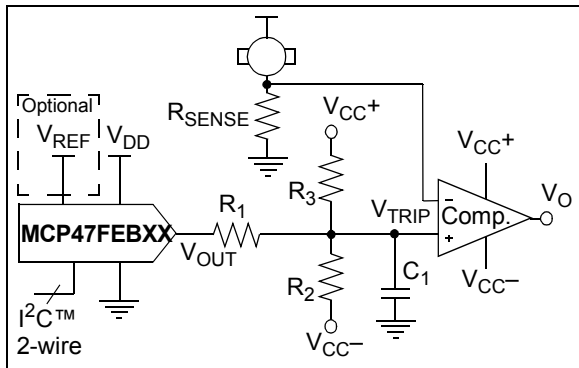 Optional
VREF
VDD
RSENSE
VCC+
R3
VCC+
MCP47FEBXX
R1
VOUT
VTRIP
Comp.
–
+
VO
R2
C1
VCC–
VCC–
I²C™
2-wire